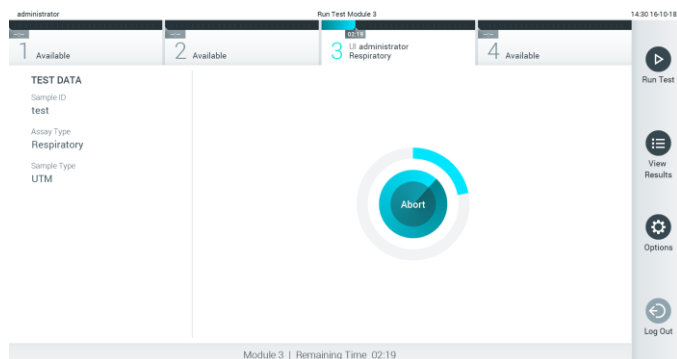 administrator
Run Test Module 3
14:30 16-10-18
--:--
1 Available
--:--
2 Available
02:19
3 UI administrator
Respiratory
--:--
4 Available
TEST DATA
Sample ID
test
Assay Type
Respiratory
Sample Type
UTM
Abort
Run Test
View
Results
Options
Log Out
Module 3 | Remaining Time 02:19